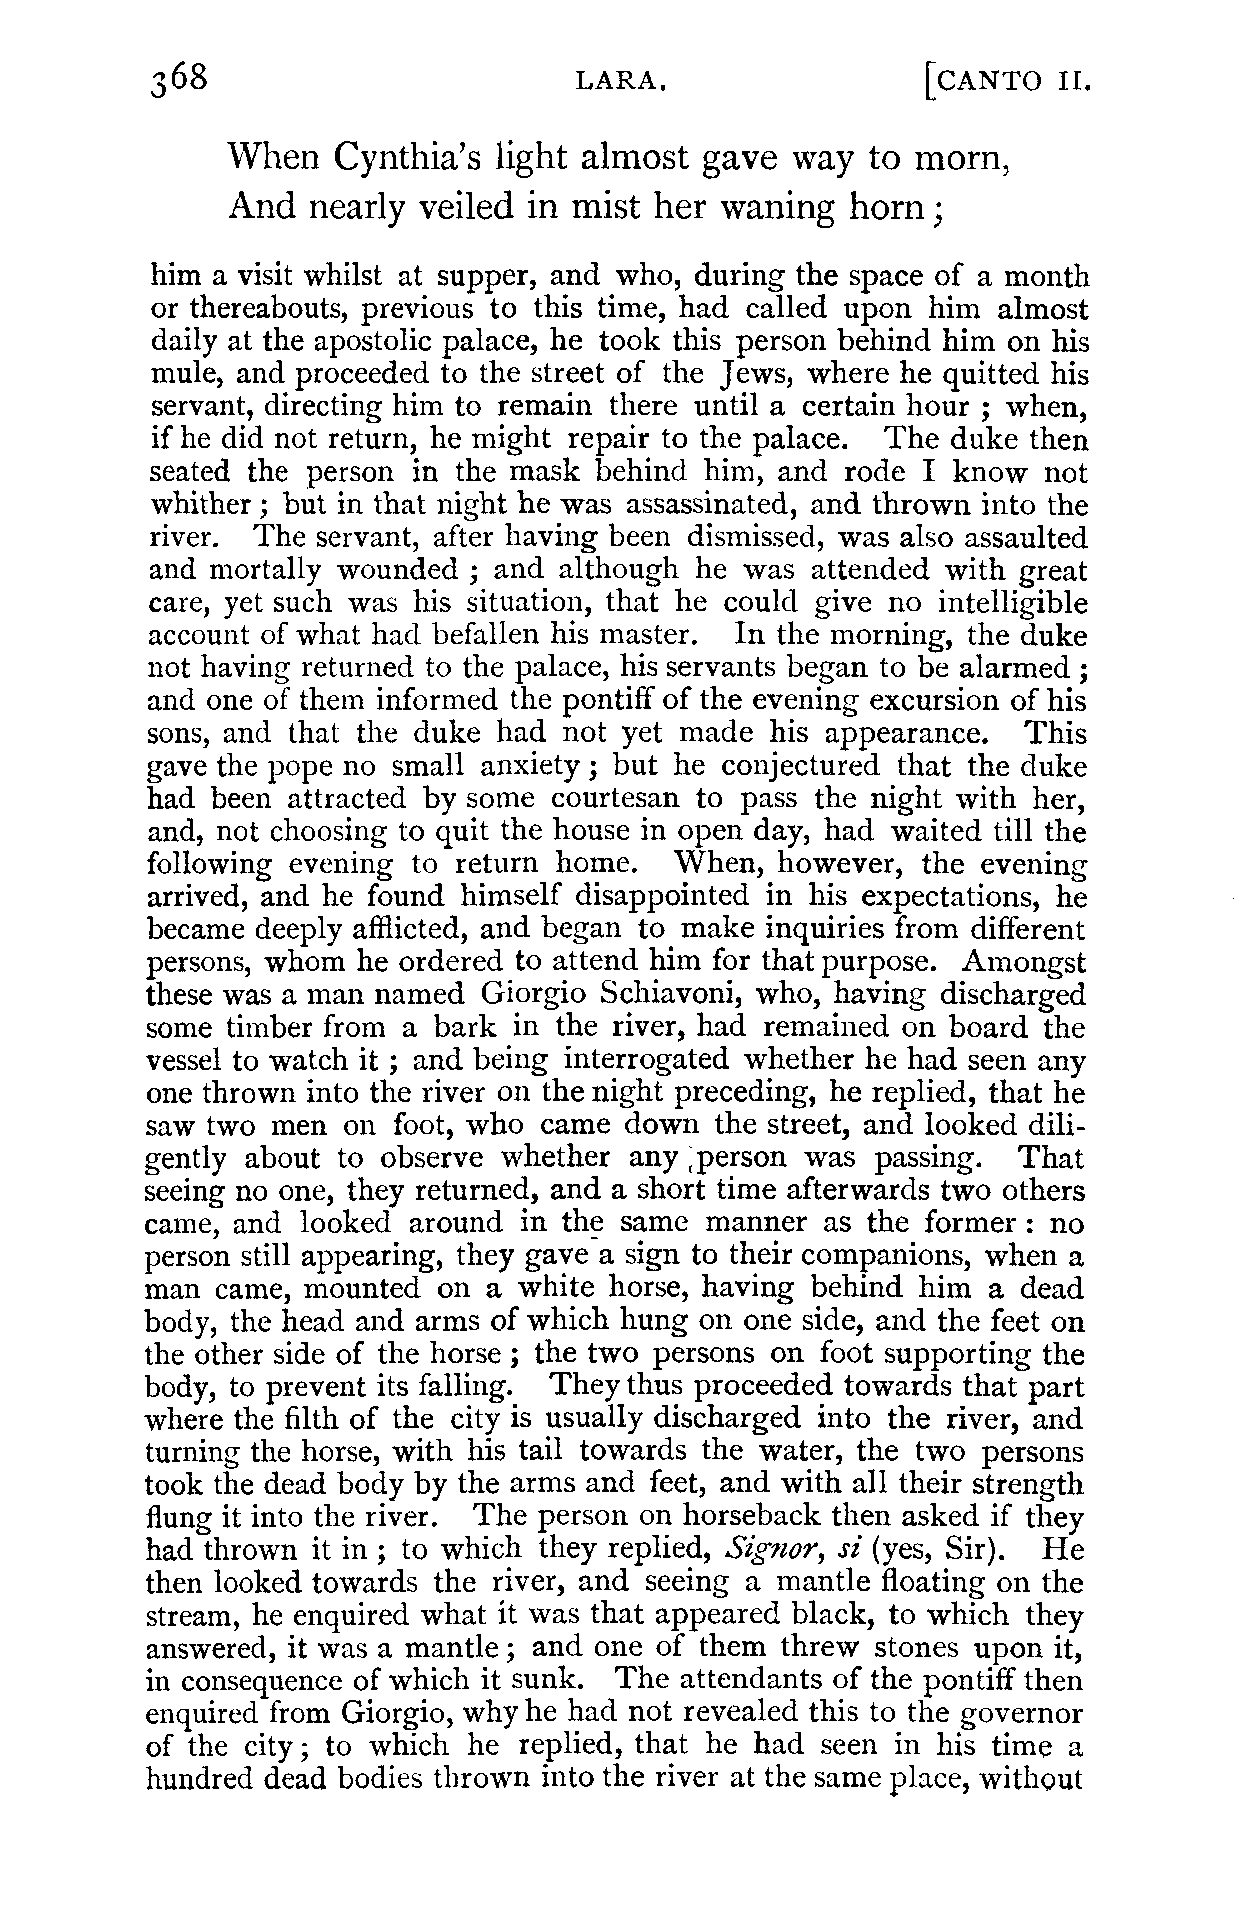 368 LARA. [CANTO II.
When Cynthia's light almost gave way to morn,
And nearly veiled in mist her waning horn;
him a visit whilst at supper, and who, during the space of a month
or thereabouts, previous to this time, had called upon him almost
daily at the apostolic palace, he took this person behind him on his
mule, and proceeded to the street of the Jews, where he quitted his
servant, directing him to remain there until a certain hour ; when,
if he did not return, he might repair to the palace. The duke then
seated the person in the mask behind him, and rode I know not
whither ; but in that night he was assassinated, and thrown into the
river. The servant, after having been dismissed, was also assaulted
and mortally wounded ; and although he was attended with great
care, yet such was his situation, that he could give no intelligible
account of what had befallen his master. In the morning, the duke
not having returned to the palace, his servants began to be alarmed ;
and one of them informed the pontiff of the evening excursion of his
sons, and that the duke had not yet made his appearance. This
gave the pope no small anxiety ; but he conjectured that the duke
had been attracted by some courtesan to pass the night with her,
and, not choosing to quit the house in open day, had waited till the
following evening to return home. When, however, the evening
arrived, and he found himself disappointed in his expectations, he
became deeply afflicted, and began to make inquiries from different
persons, whom he ordered to attend him for that purpose. Amongst
these was a man named Giorgio Schiavoni, who, having discharged
some timber from a bark in the river, had remained on board the
vessel to watch it ; and being interrogated whether he had seen any
one thrown into the river on the night preceding, he replied, that he
saw two men on foot, who came down the street, and looked dili-
gently about to observe whether any person was passing. That
seeing no one, they returned, and a short time afterwards two others
came, and looked around in the same manner as the former : no
person still appearing, they gave a sign to their companions, when a
man came, mounted on a white horse, having behind him a dead
body, the head and arms of which hung on one side, and the feet on
the other side of the horse ; the two persons on foot supporting the
body, to prevent its falling. They thus proceeded towards that part
where the filth of the city is usually discharged into the river, and
turning the horse, with his tail towards the water, the two persons
took the dead body by the arms and feet, and with all their strength
flung it into the river. The person on horseback then asked if they
had thrown it in ; to which they replied, Signor, si (yes, Sir). He
then looked towards the river, and seeing a mantle floating on the
stream, he enquired what it was that appeared black, to which they
answered, it was a mantle ; and one of them threw stones upon it,
in consequence of which it sunk. The attendants of the pontiff then
enquired from Giorgio, why he had not revealed this to the governor
of the city ; to which he replied, that he had seen in his time a
hundred dead bodies thrown into the river at the same place, without